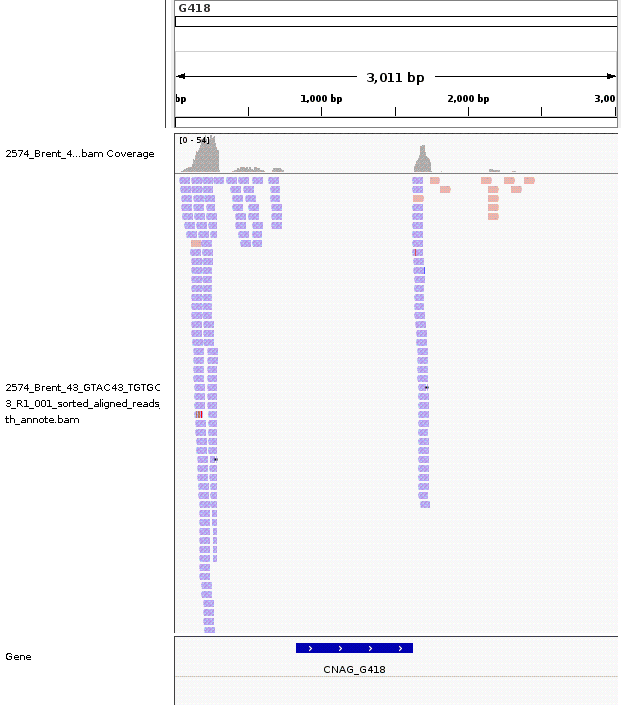 G418
3,011 bp
bp 1,000 bp 2,000 bp 3,00
[0 - 54]
2574_Brent_4...bam Coverage
2574_Brent_43_GTAC43_TGTGC
3_R1_001_sorted_aligned_reads_
th_annote.bam
Gene
CNAG_G418